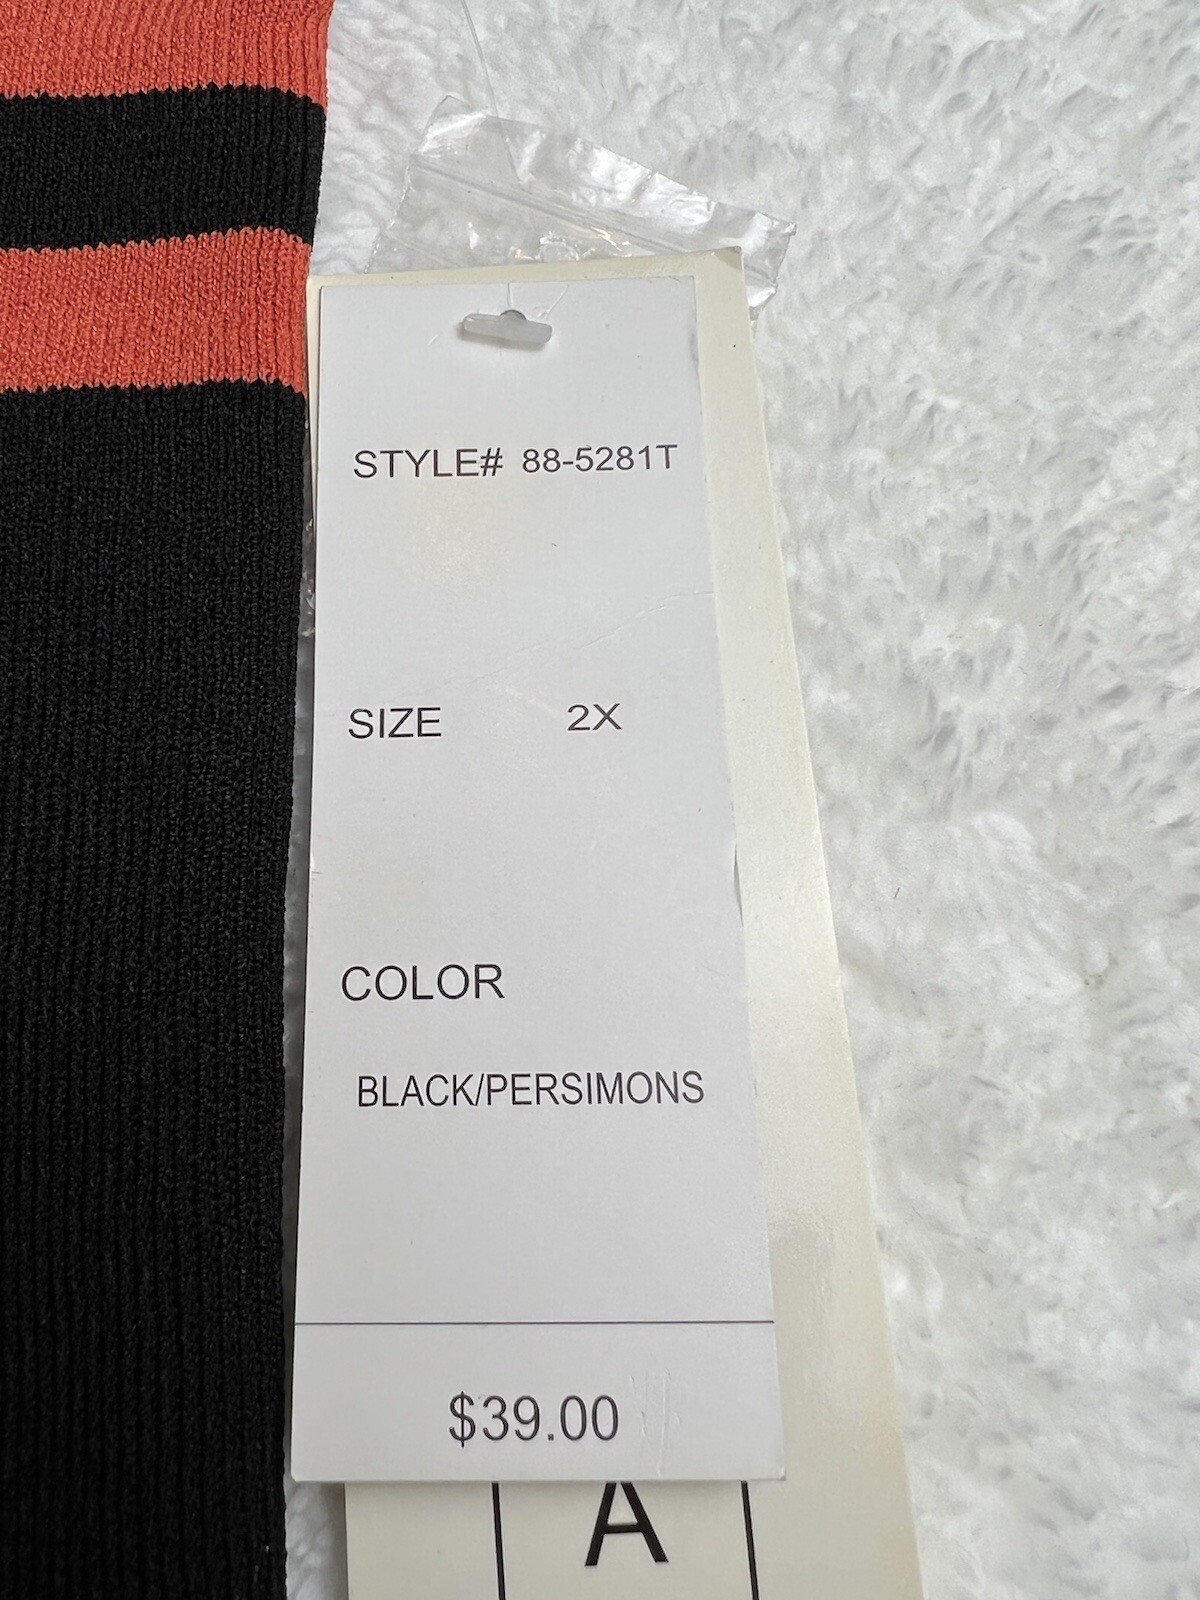 STYLE# 88-5281T
SIZE 2X
COLOR
BLACK/PERSIMONS
$39.00
A